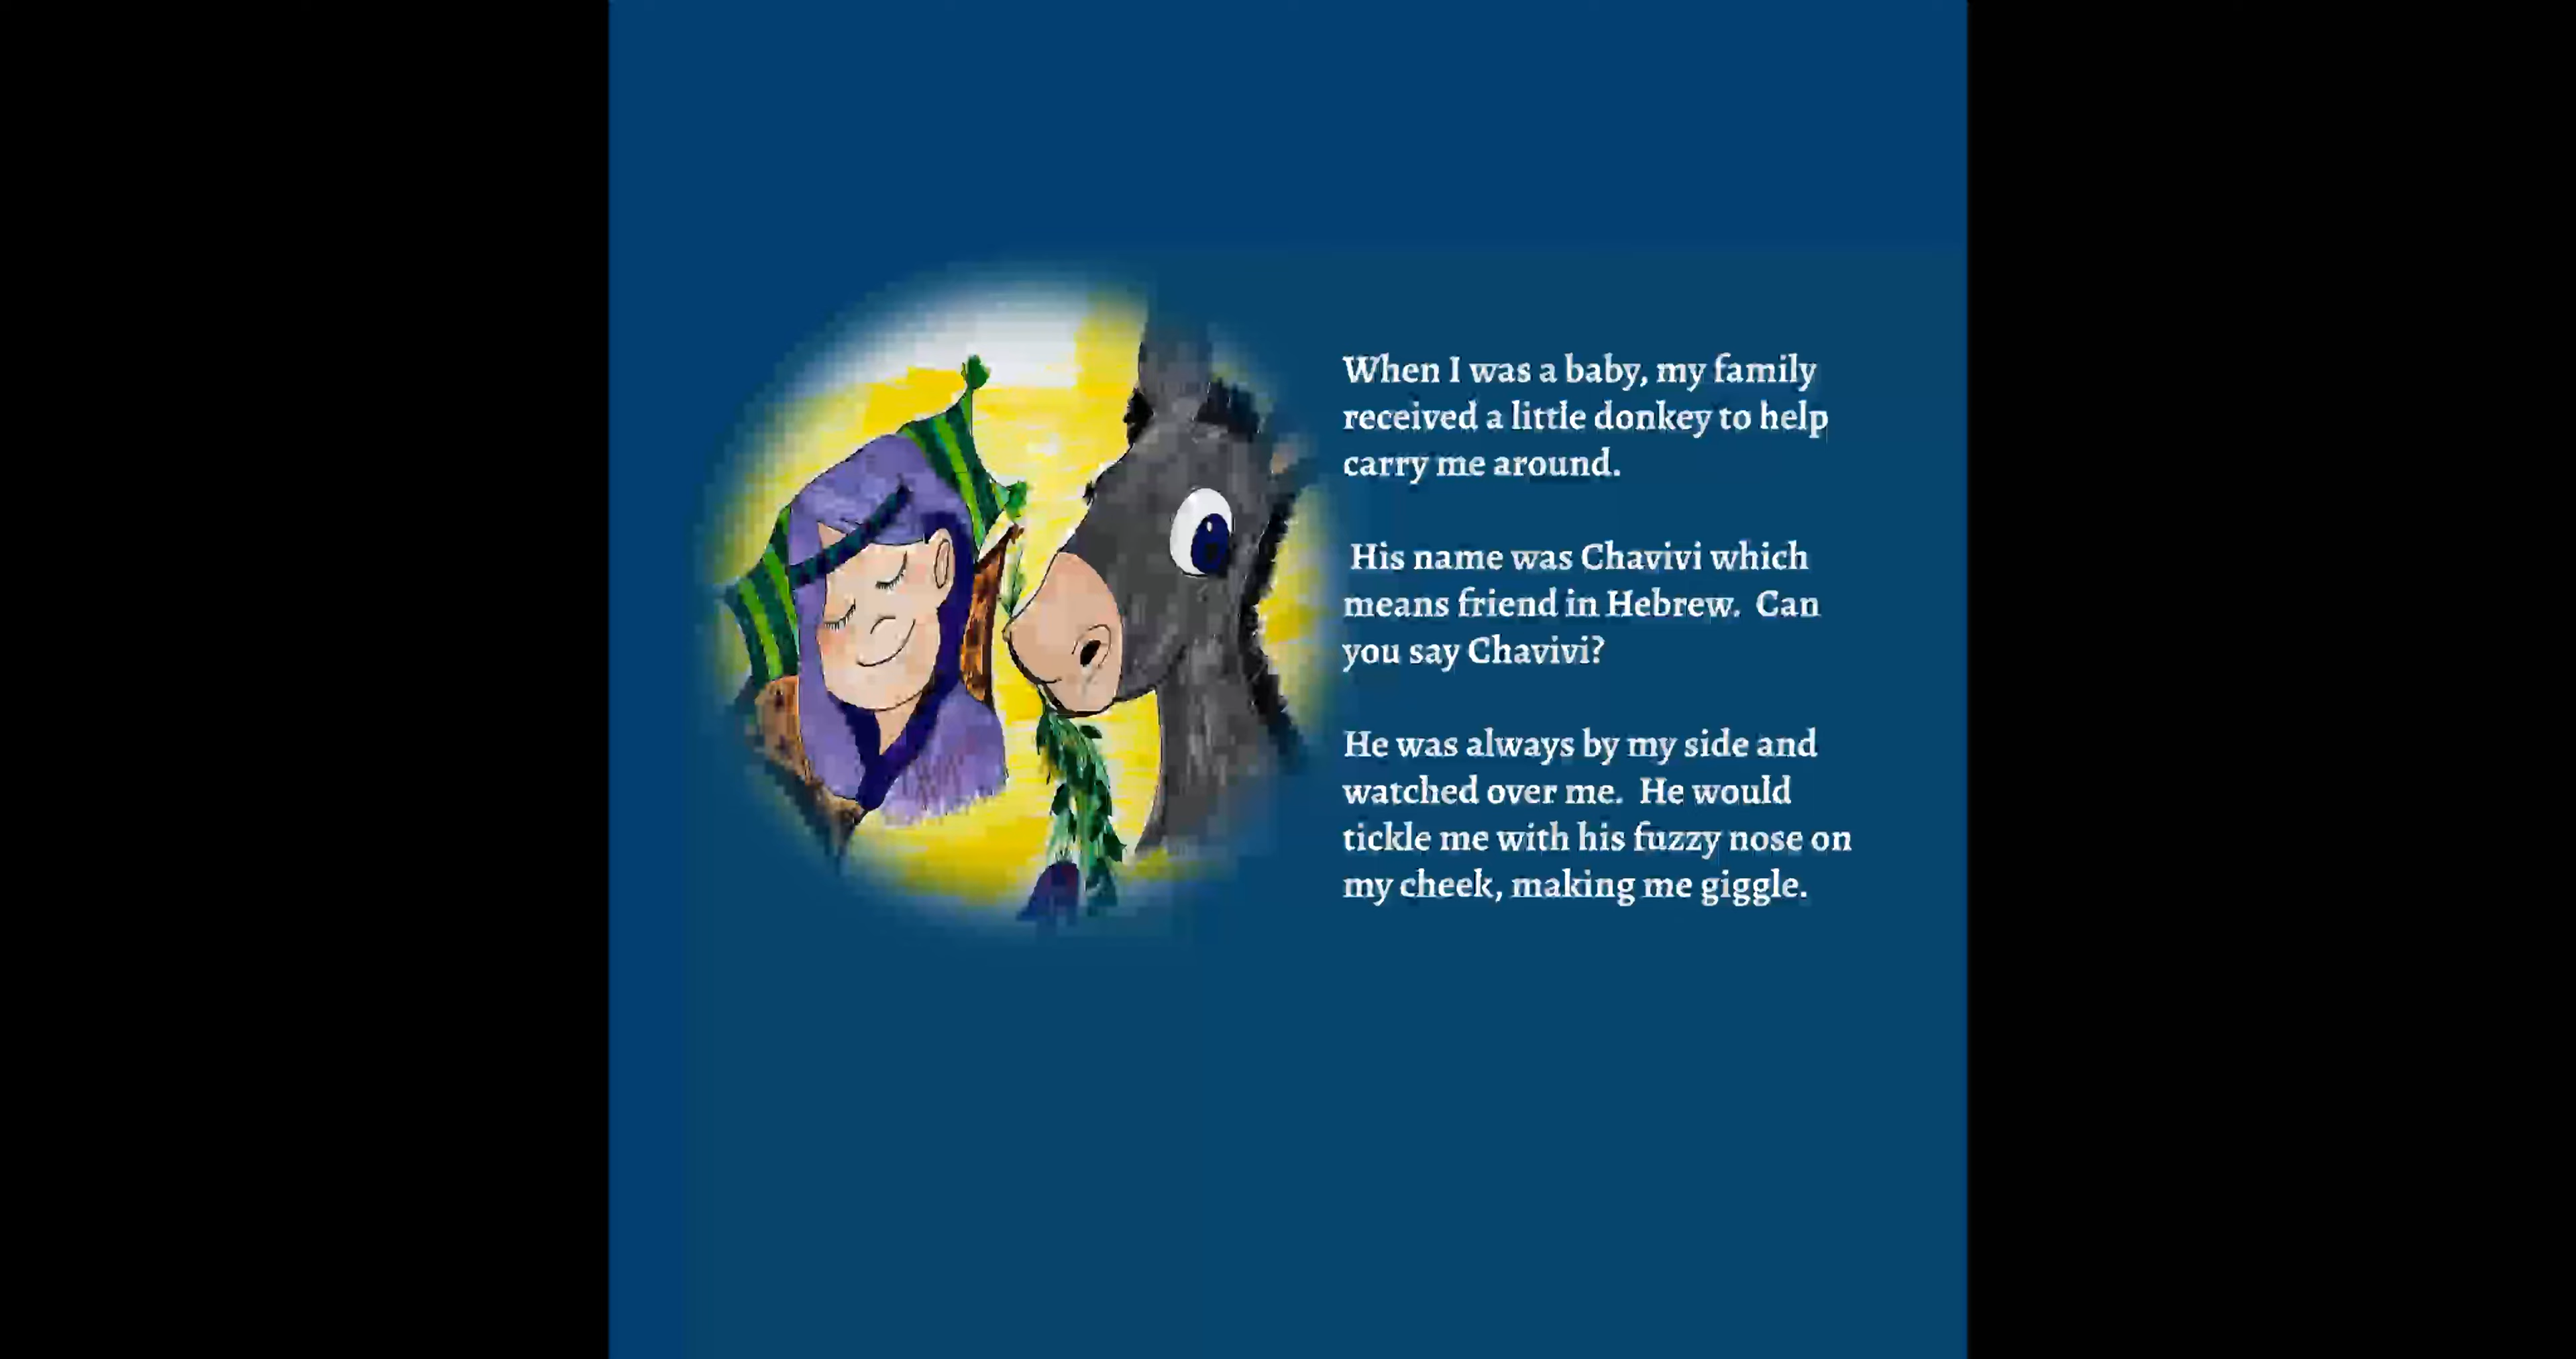 When I was a baby, my family
received a little donkey to help
carry me around.
His name was Chavivi which
means friend in Hebrew.  Can
you say Chavivi?
He was always by my side and
watched over me.  He would
tickle me with his fuzzy nose on
my cheek, making me giggle.